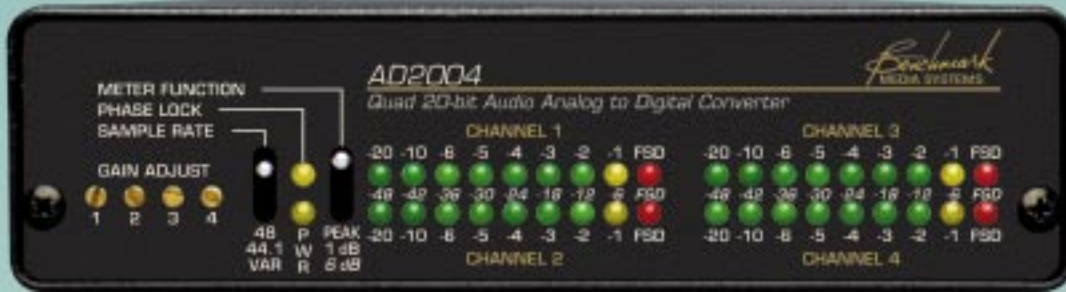 Benchmark
MEDIA SYSTEMS
AD2004
Quad 20-bit Audio Analog to Digital Converter
METER FUNCTION
PHASE LOCK
SAMPLE RATE
GAIN ADJUST
1 2 3 4
48
44.1
VAR
P
W
R
PEAK
1 dB
6 dB
CHANNEL 1
-20 -10 -6 -5 -4 -3 -2 -1 FSD
-48 -42 -36 -30 -24 -18 -12 -6 FGD
-20 -10 -6 -5 -4 -3 -2 -1 FSD
CHANNEL 2
CHANNEL 3
-20 -10 -6 -5 -4 -3 -2 -1 FSD
-48 -42 -36 -30 -24 -18 -12 -6 FGD
-20 -10 -6 -5 -4 -3 -2 -1 FSD
CHANNEL 4